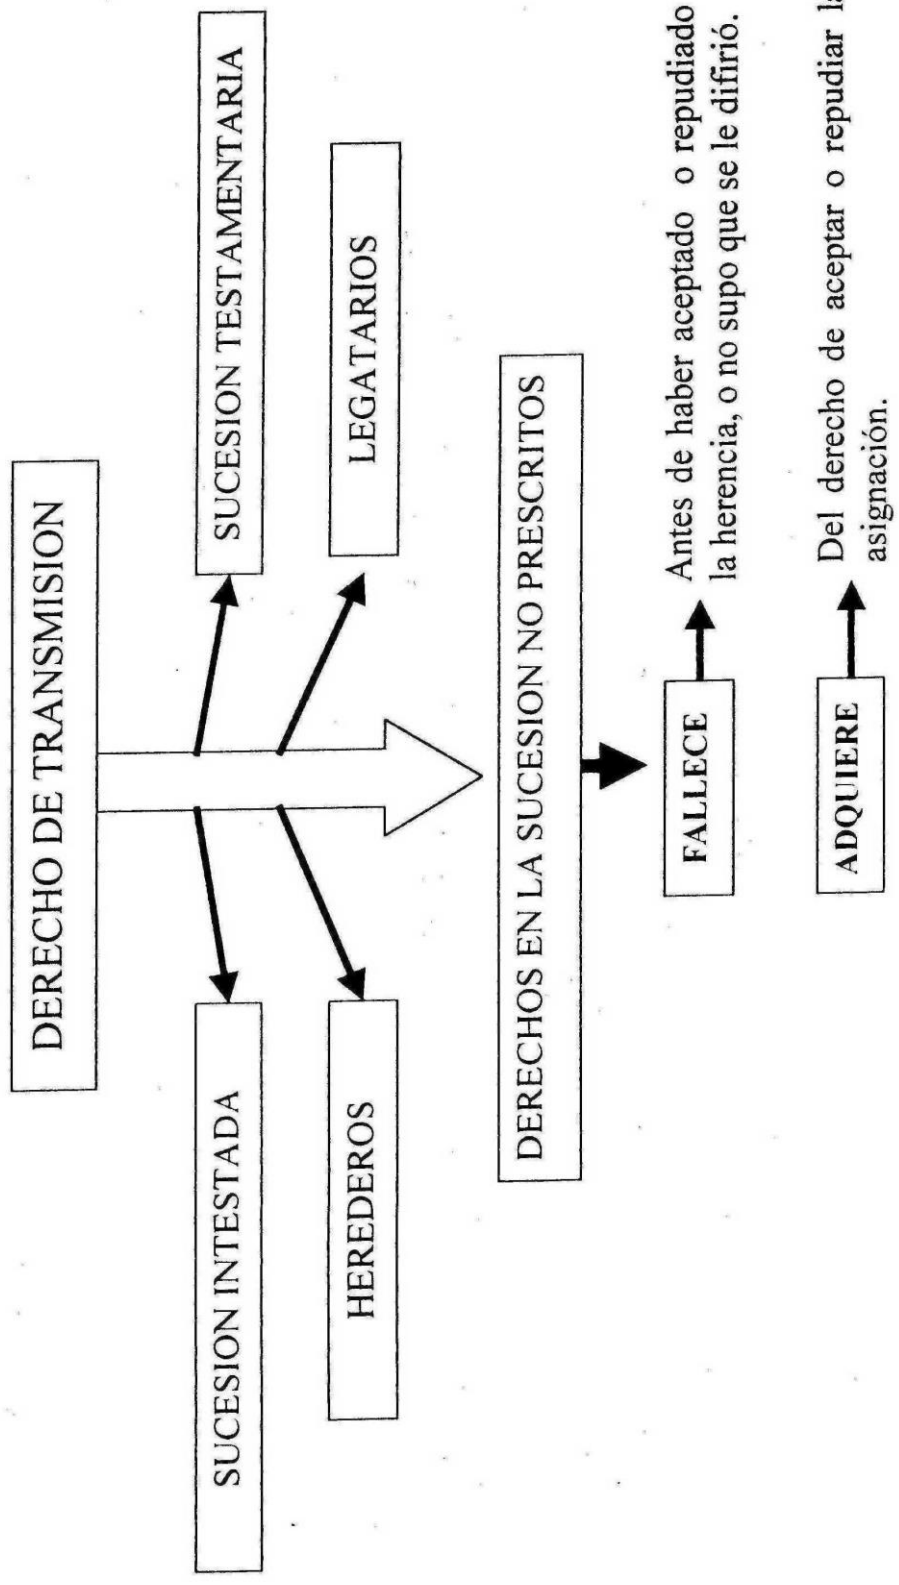 DERECHO DE TRANSMISION
SUCESION INTESTADA
SUCESION TESTAMENTARIA
HEREDEROS
LEGATARIOS
DERECHOS EN LA SUCESION NO PRESCRITOS
FALLECE
Antes de haber aceptado o repudiado
la herencia, o no supo que se le difirió.
ADQUIERE
Del derecho de aceptar o repudiar la
asignación.